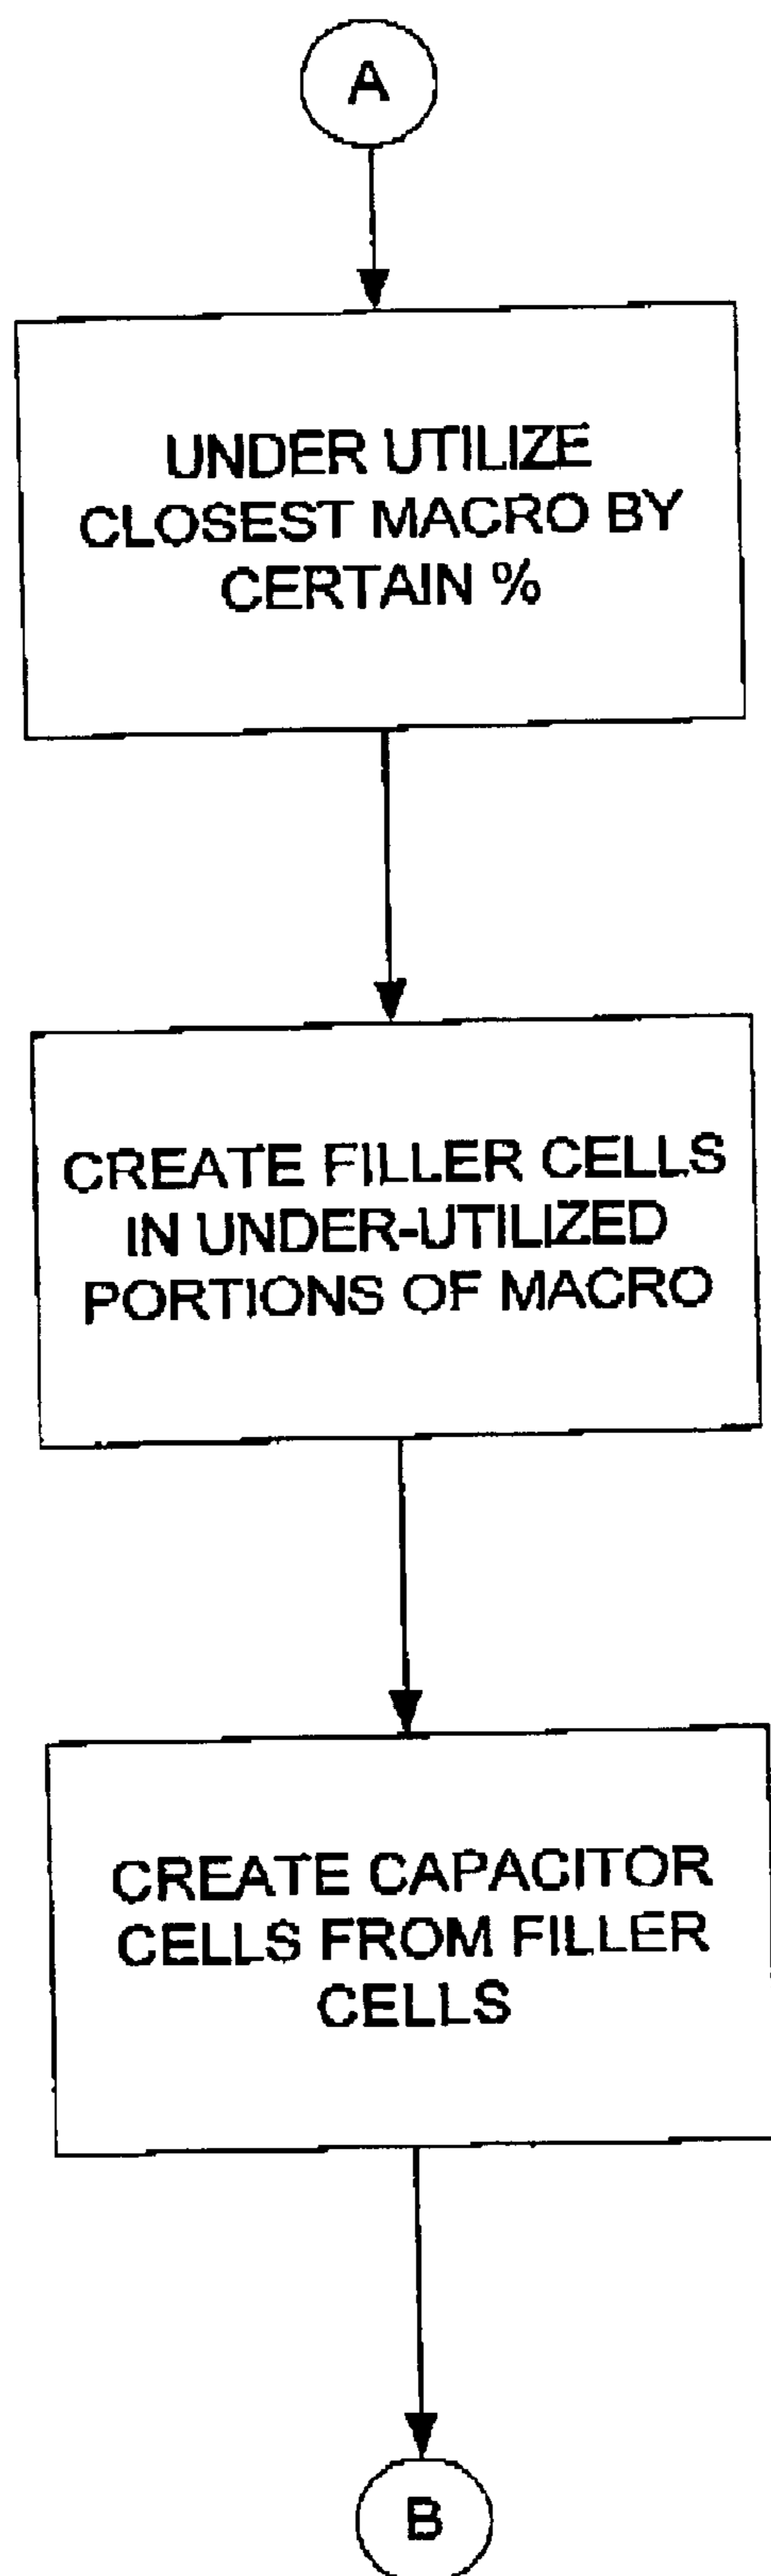 A
UNDER UTILIZE
CLOSEST MACRO BY
CERTAIN %
CREATE FILLER CELLS
IN UNDER-UTILIZED
PORTIONS OF MACRO
CREATE CAPACITOR
CELLS FROM FILLER
CELLS
B